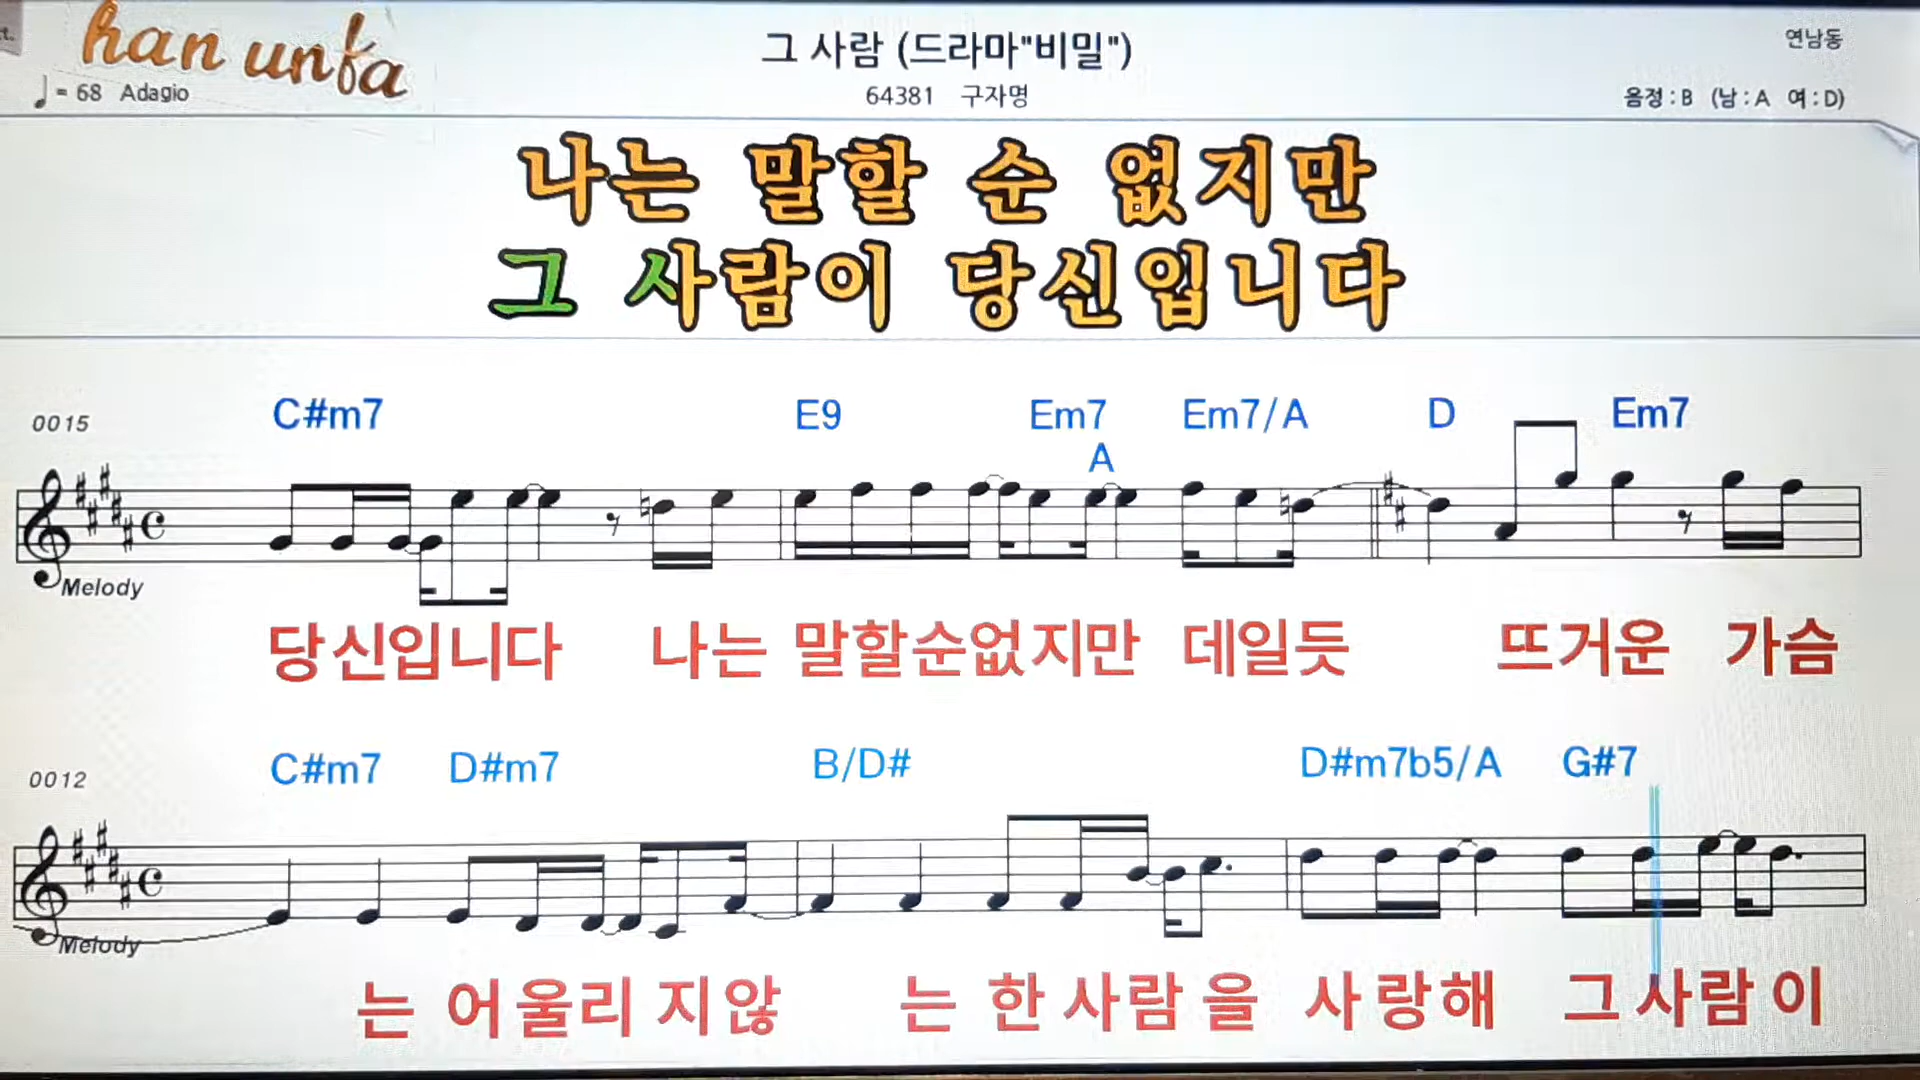 han unfa
그 사람 (드라마"비밀")
연남동
♩= 68 Adagio
64381 구자명
음정 : B (남 : A 여 : D)
나는 말할 순 없지만
그 사람이 당신입니다
0015 C#m7 E9 Em7 Em7/A D Em7
A
Melody
당신입니다 나는 말할순없지만 데일듯 뜨거운 가슴
0012 C#m7 D#m7 B/D# D#m7b5/A G#7
Melody
는 어울리 지않 는 한사람을 사랑해 그사람이